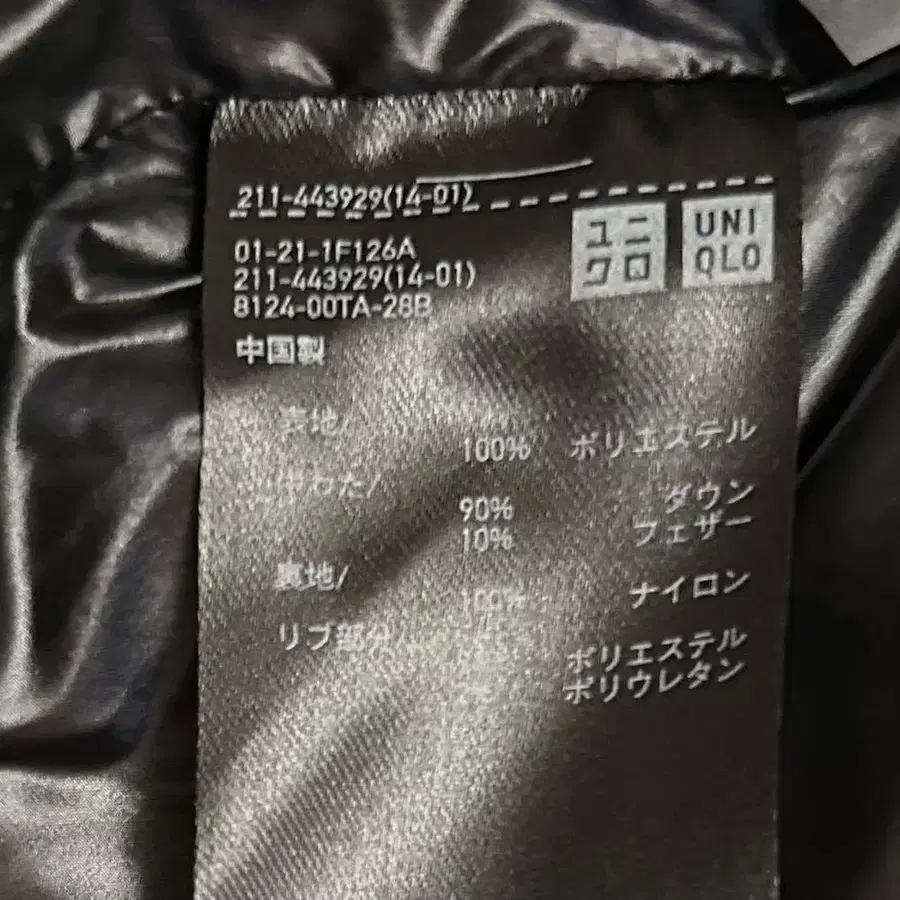 211-443929(14-01)
ユニ
クロ
UNI
QLO
01-21-1F126A
211-443929(14-01)
8124-00TA-28B
中国製
表地/
100% ポリエステル
中わた/
90% ダウン
10% フェザー
裏地/
100% ナイロン
リブ部分/
ポリエステル
ポリウレタン